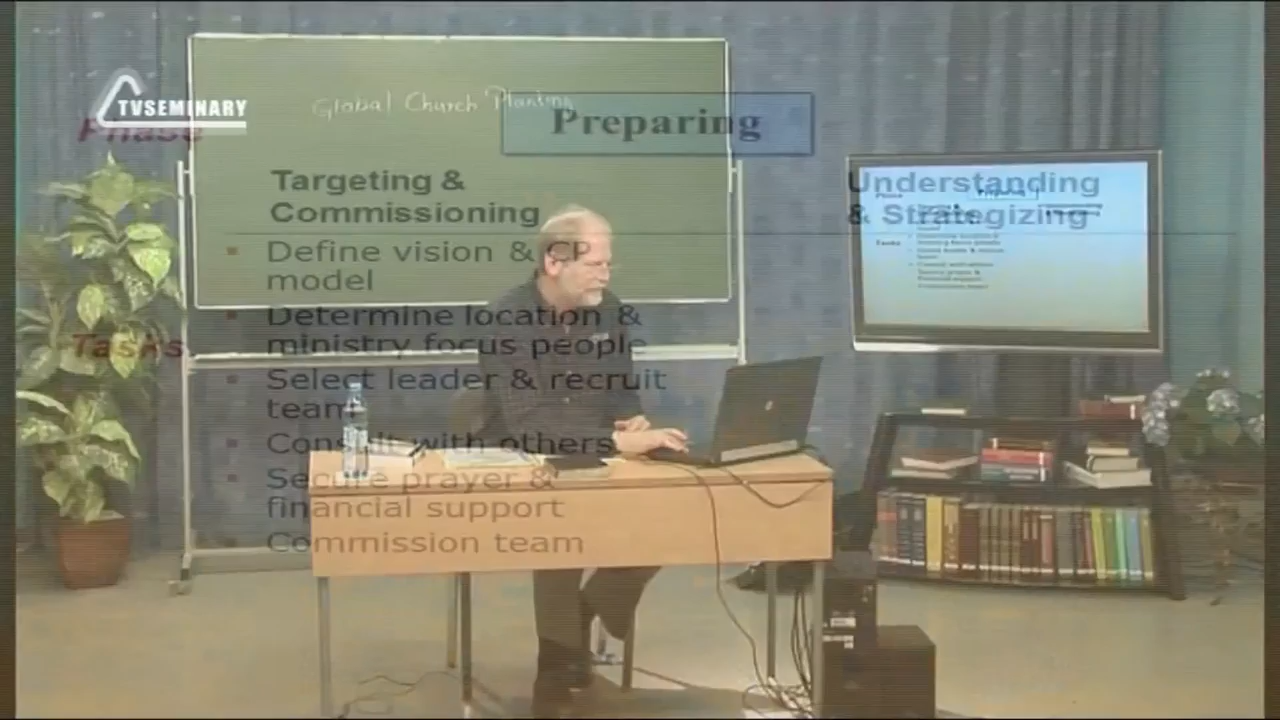 TVSEMINARY
Global Church Planting
Preparing
Phase
Targeting &
Commissioning
Understanding
& Strategizing
Define vision & CP
model
Tasks
Determine location &
ministry focus people
Select leader & recruit
team
Consult with others
Secure prayer &
financial support
Commission team